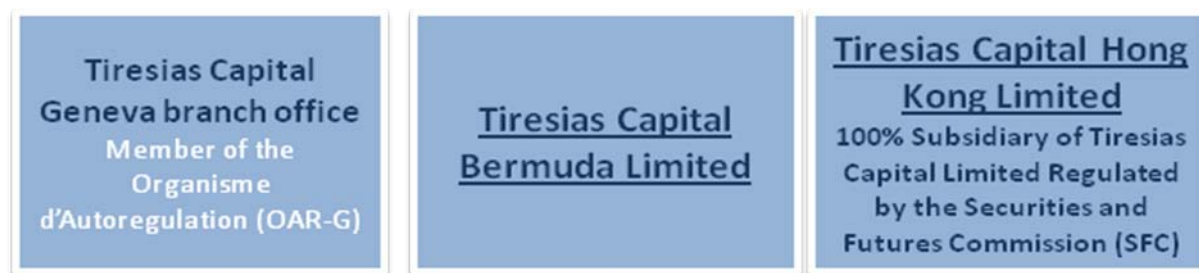 Tiresias Capital
Geneva branch office
Member of the
Organisme
d'Autoregulation (OAR-G)
Tiresias Capital
Bermuda Limited
Tiresias Capital Hong
Kong Limited
100% Subsidiary of Tiresias
Capital Limited Regulated
by the Securities and
Futures Commission (SFC)